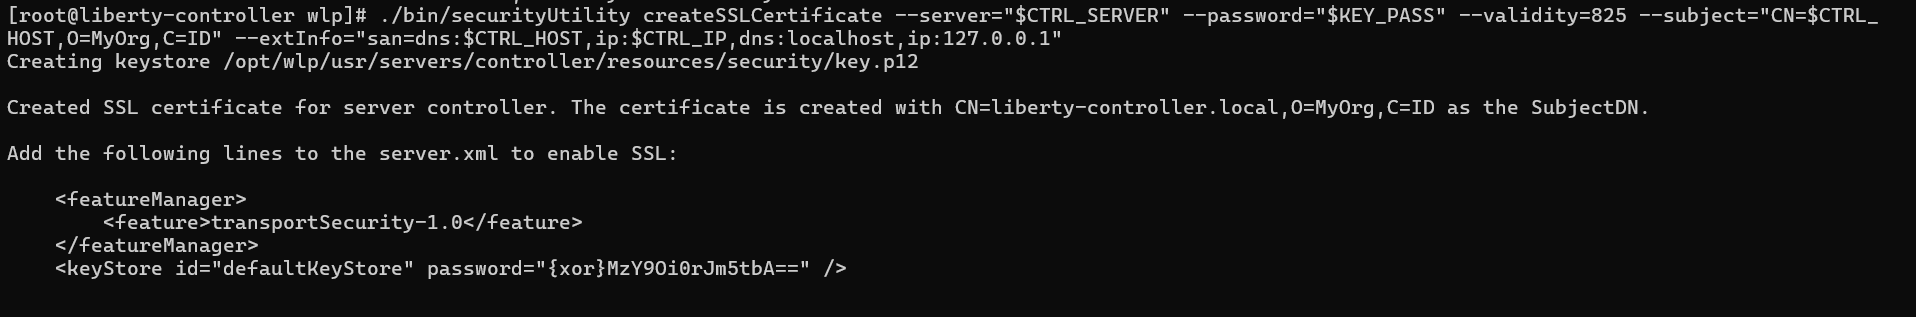 [root@liberty-controller wlp]# ./bin/securityUtility createSSLCertificate --server="$CTRL_SERVER" --password="$KEY_PASS" --validity=825 --subject="CN=$CTRL_
HOST,O=MyOrg,C=ID" --extInfo="san=dns:$CTRL_HOST,ip:$CTRL_IP,dns:localhost,ip:127.0.0.1"
Creating keystore /opt/wlp/usr/servers/controller/resources/security/key.p12
Created SSL certificate for server controller. The certificate is created with CN=liberty-controller.local,O=MyOrg,C=ID as the SubjectDN.
Add the following lines to the server.xml to enable SSL:
<featureManager>
<feature>transportSecurity-1.0</feature>
</featureManager>
<keyStore id="defaultKeyStore" password="{xor}MzY9Oi0rJm5tbA==" />